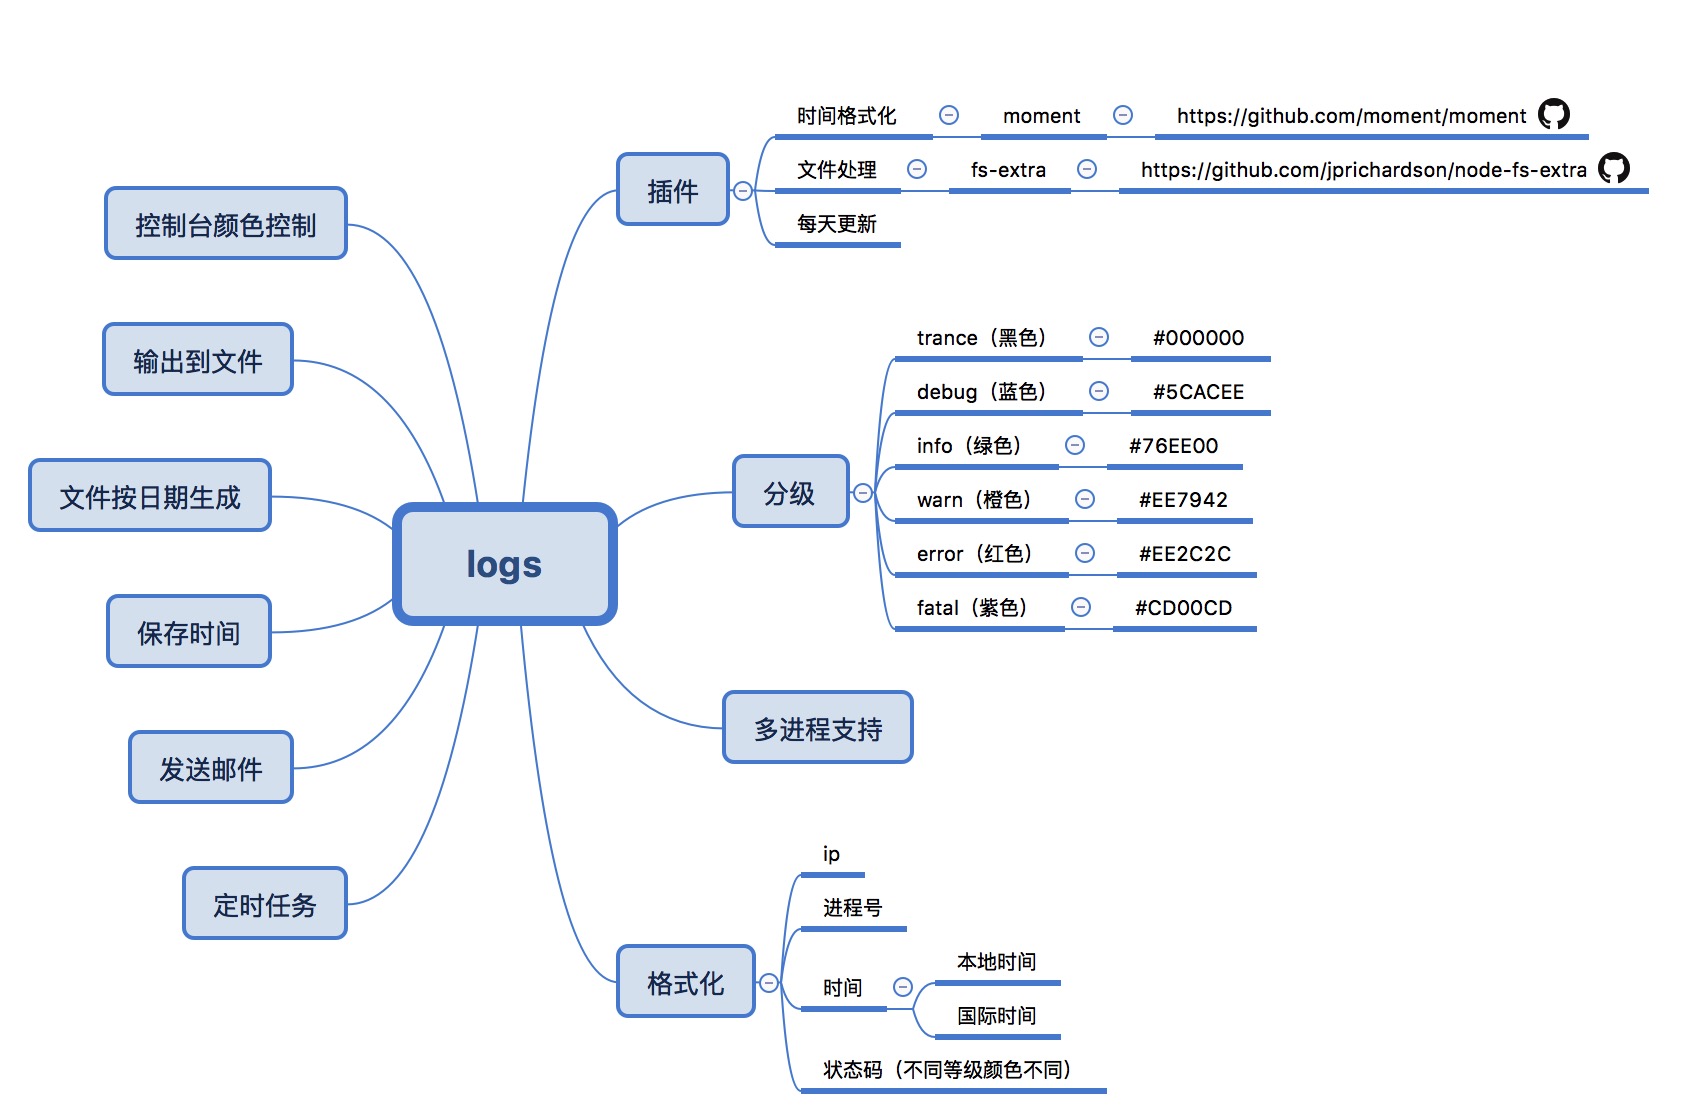 logs
插件
时间格式化
moment
https://github.com/moment/moment
文件处理
fs-extra
https://github.com/jprichardson/node-fs-extra
每天更新
分级
trance（黑色）
#000000
debug（蓝色）
#5CACEE
info（绿色）
#76EE00
warn（橙色）
#EE7942
error（红色）
#EE2C2C
fatal（紫色）
#CD00CD
多进程支持
格式化
ip
进程号
时间
本地时间
国际时间
状态码（不同等级颜色不同）
控制台颜色控制
输出到文件
文件按日期生成
保存时间
发送邮件
定时任务